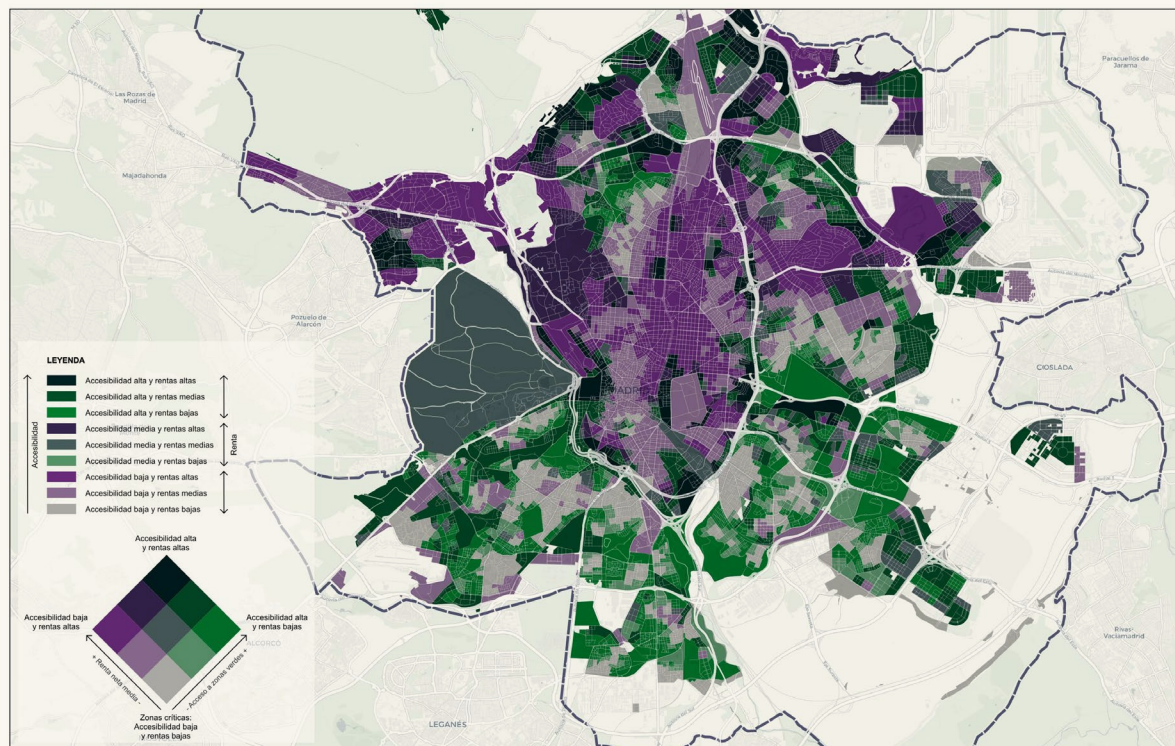 Las Rozas de
Madrid
Majadahonda
Pozuelo de
Alarcón
Paracuellos de
Jarama
MADRID
CIOSLADA
Rivas-
Vaciamadrid
LEGANÉS
LEYENDA
Accesibilidad alta y rentas altas
Accesibilidad alta y rentas medias
Accesibilidad alta y rentas bajas
Accesibilidad media y rentas altas
Accesibilidad media y rentas medias
Accesibilidad media y rentas bajas
Accesibilidad baja y rentas altas
Accesibilidad baja y rentas medias
Accesibilidad baja y rentas bajas
Accesibilidad
Renta
Accesibilidad alta
y rentas altas
Accesibilidad baja
y rentas altas
Accesibilidad alta
y rentas bajas
+ Renta neta media -
- Acceso a zonas verdes +
Zonas críticas:
Accesibilidad baja
y rentas bajas